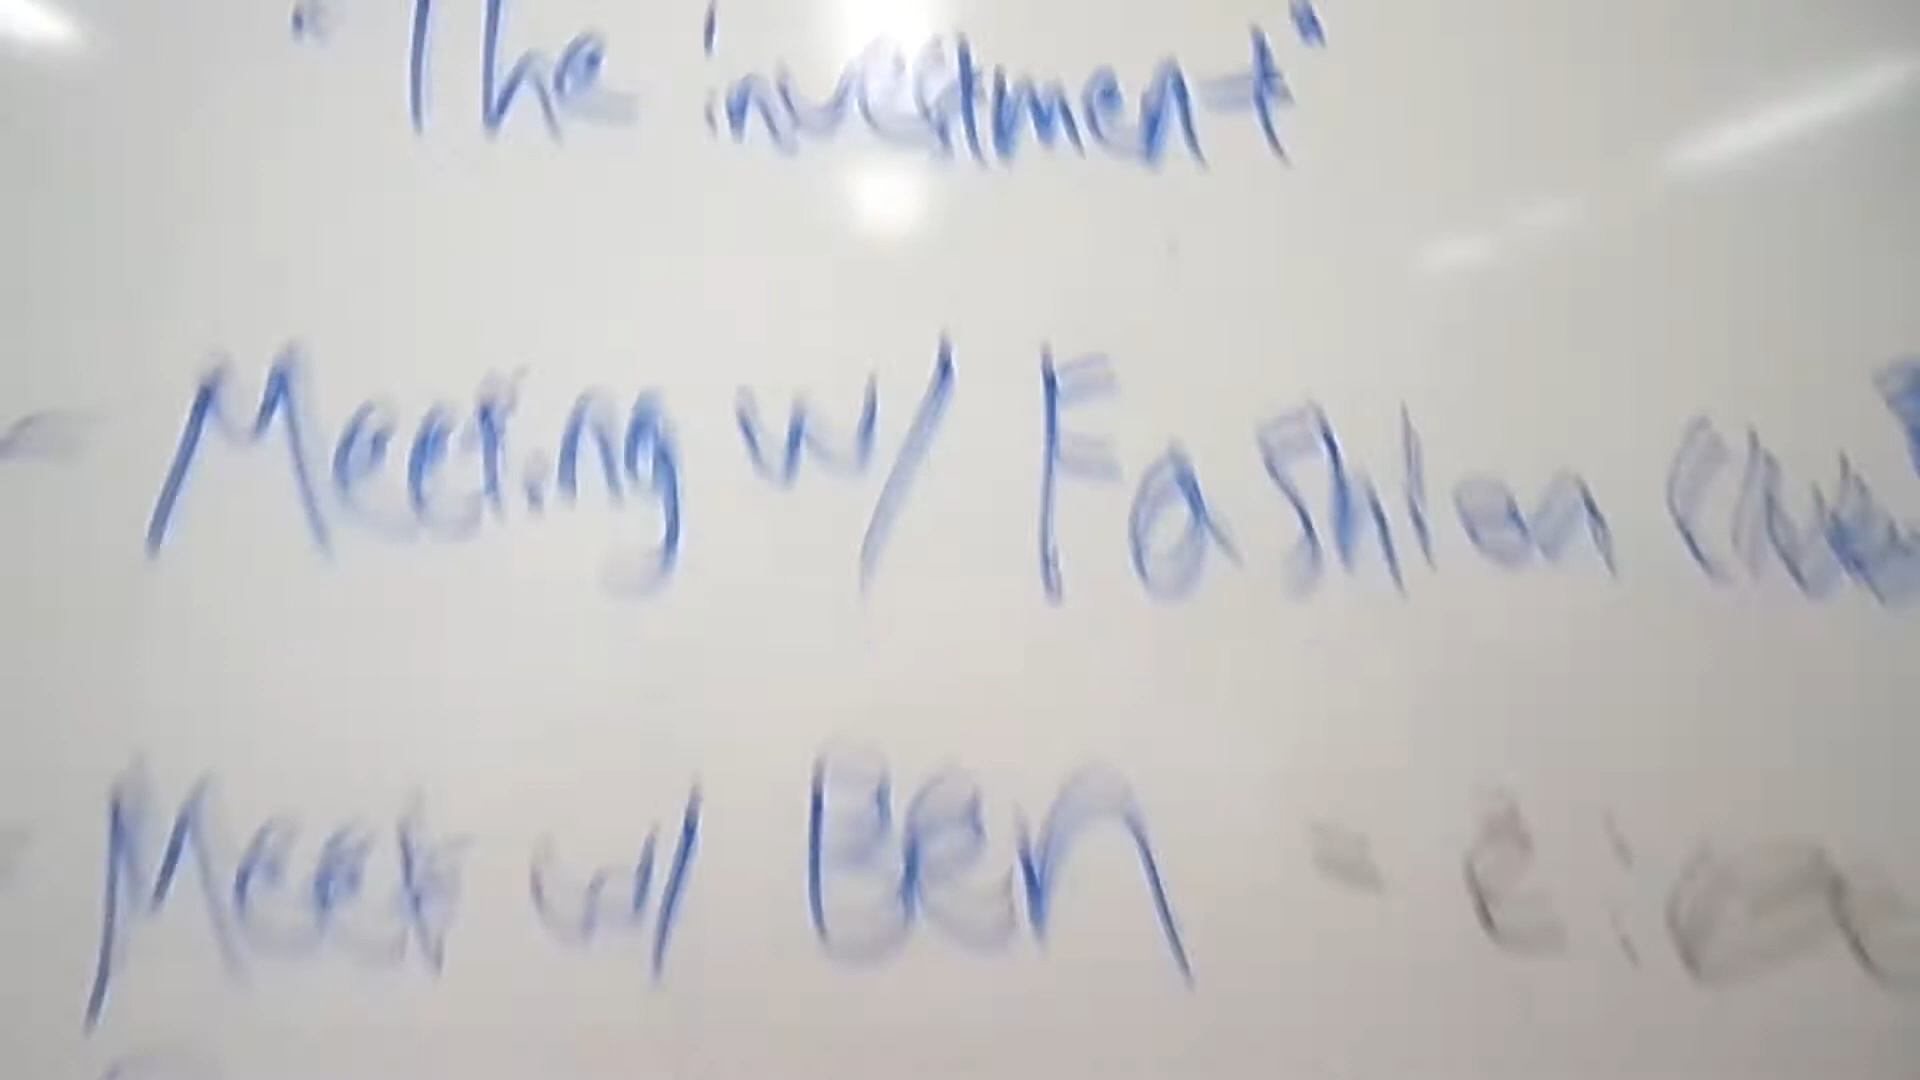 "The investment"
- Meeting w/ Fashion Club
- Meet w/ Ben -